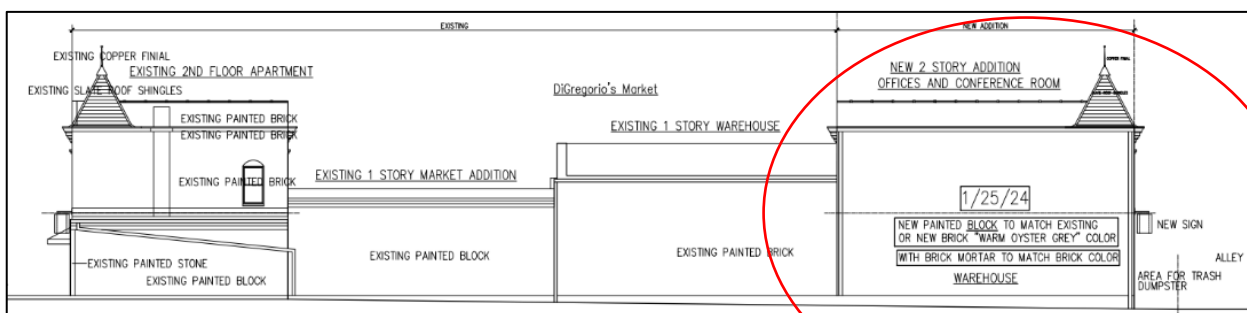 EXISTING
NEW ADDITION
EXISTING COPPER FINIAL
EXISTING 2ND FLOOR APARTMENT
EXISTING SLATE ROOF SHINGLES
EXISTING PAINTED BRICK
EXISTING PAINTED BRICK
EXISTING PAINTED BRICK
EXISTING 1 STORY MARKET ADDITION
DiGregorio's Market
EXISTING 1 STORY WAREHOUSE
NEW 2 STORY ADDITION
OFFICES AND CONFERENCE ROOM
COPPER FINIAL
1/25/24
NEW PAINTED BLOCK TO MATCH EXISTING
OR NEW BRICK "WARM OYSTER GREY" COLOR
WITH BRICK MORTAR TO MATCH BRICK COLOR
WAREHOUSE
NEW SIGN
ALLEY
AREA FOR TRASH
DUMPSTER
EXISTING PAINTED STONE
EXISTING PAINTED BLOCK
EXISTING PAINTED BLOCK
EXISTING PAINTED BRICK